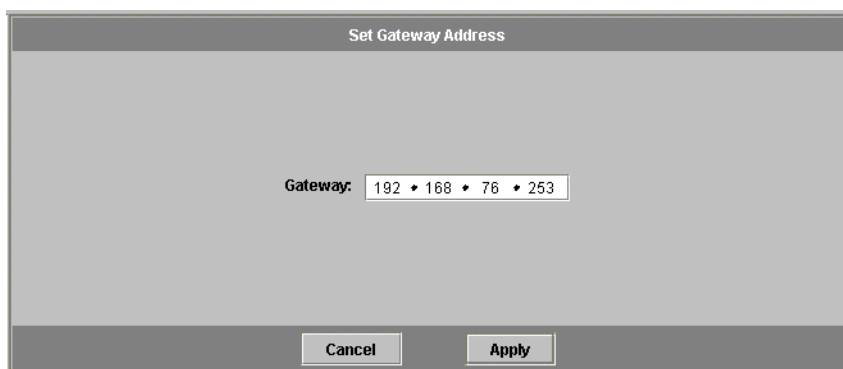 Set Gateway Address
Gateway: 192 • 168 • 76 • 253
Cancel Apply